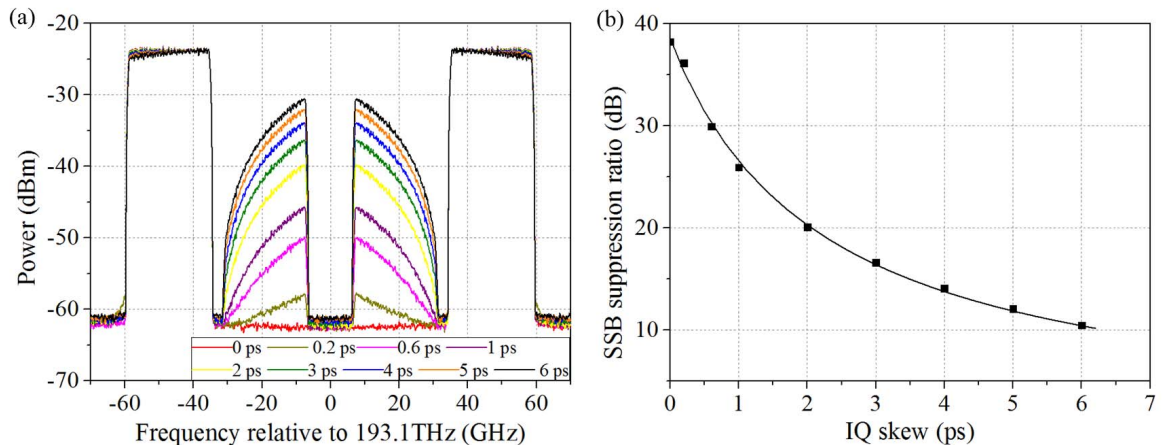 (a)
-20
-30
-40
-50
-60
-70
Power (dBm)
0 ps 0.2 ps 0.6 ps 1 ps
2 ps 3 ps 4 ps 5 ps 6 ps
-60 -40 -20 0 20 40 60
Frequency relative to 193.1THz (GHz)
(b)
40
30
20
10
SSB suppression ratio (dB)
0 1 2 3 4 5 6 7
IQ skew (ps)